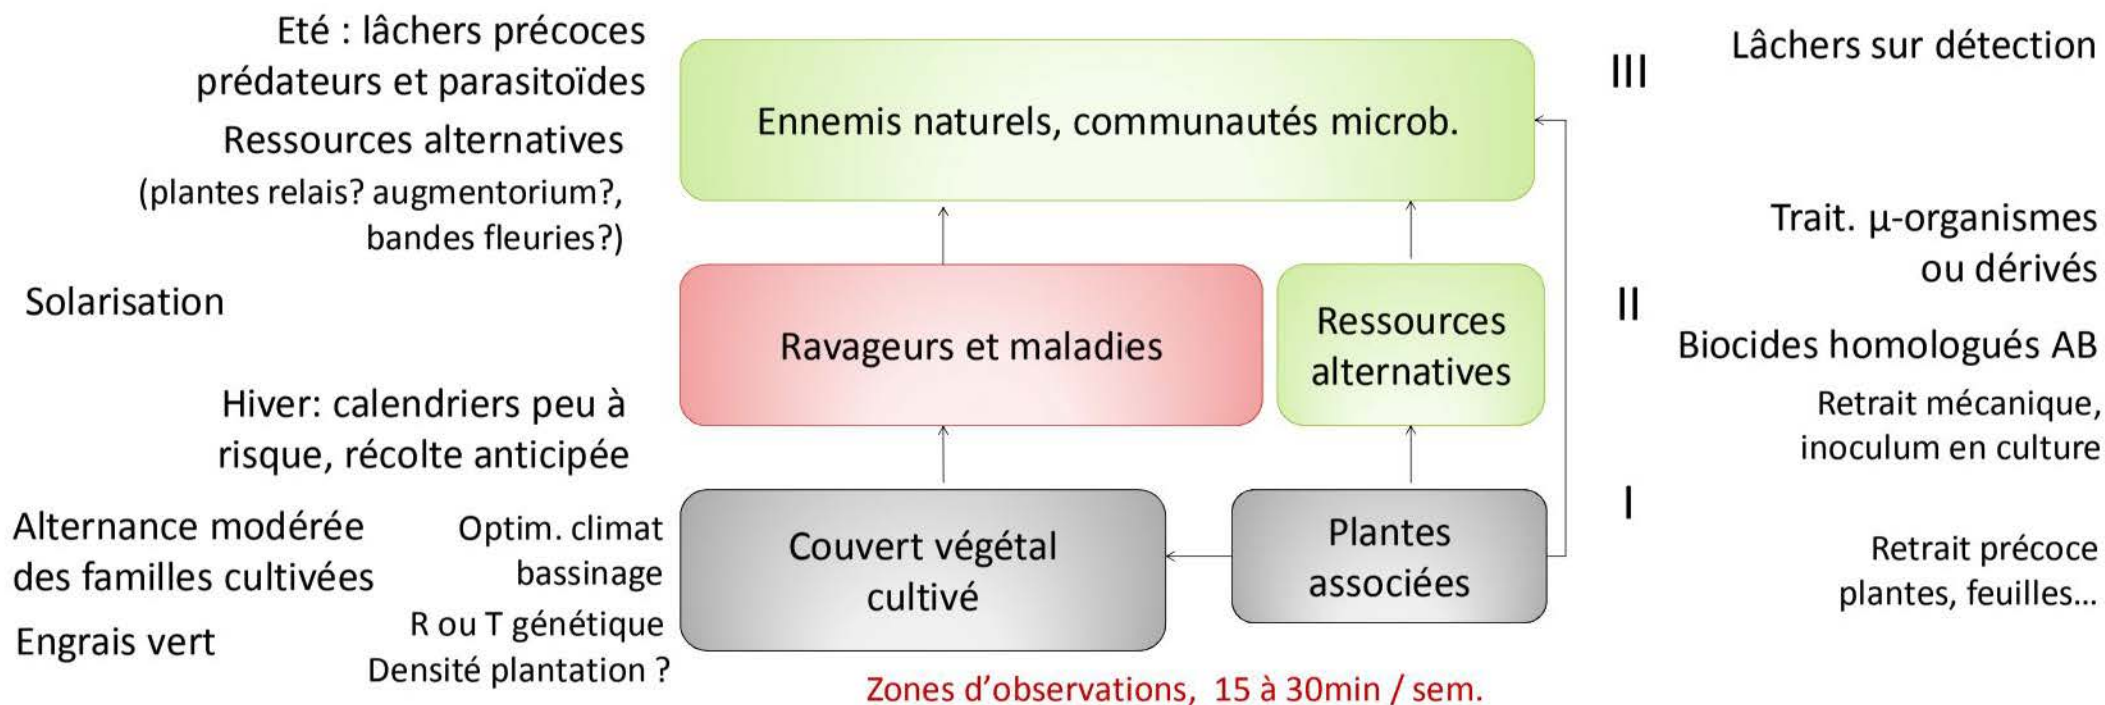 Eté : lâchers précoces
prédateurs et parasitoïdes
Ressources alternatives
(plantes relais? augmentorium?,
bandes fleuries?)
Solarisation
Hiver: calendriers peu à
risque, récolte anticipée
Alternance modérée
des familles cultivées
Engrais vert
Optim. climat
bassinage
R ou T génétique
Densité plantation ?
Ennemis naturels, communautés microb.
Ravageurs et maladies
Ressources
alternatives
Couvert végétal
cultivé
Plantes
associées
Zones d’observations, 15 à 30min / sem.
III
II
I
Lâchers sur détection
Trait. µ-organismes
ou dérivés
Biocides homologués AB
Retrait mécanique,
inoculum en culture
Retrait précoce
plantes, feuilles…